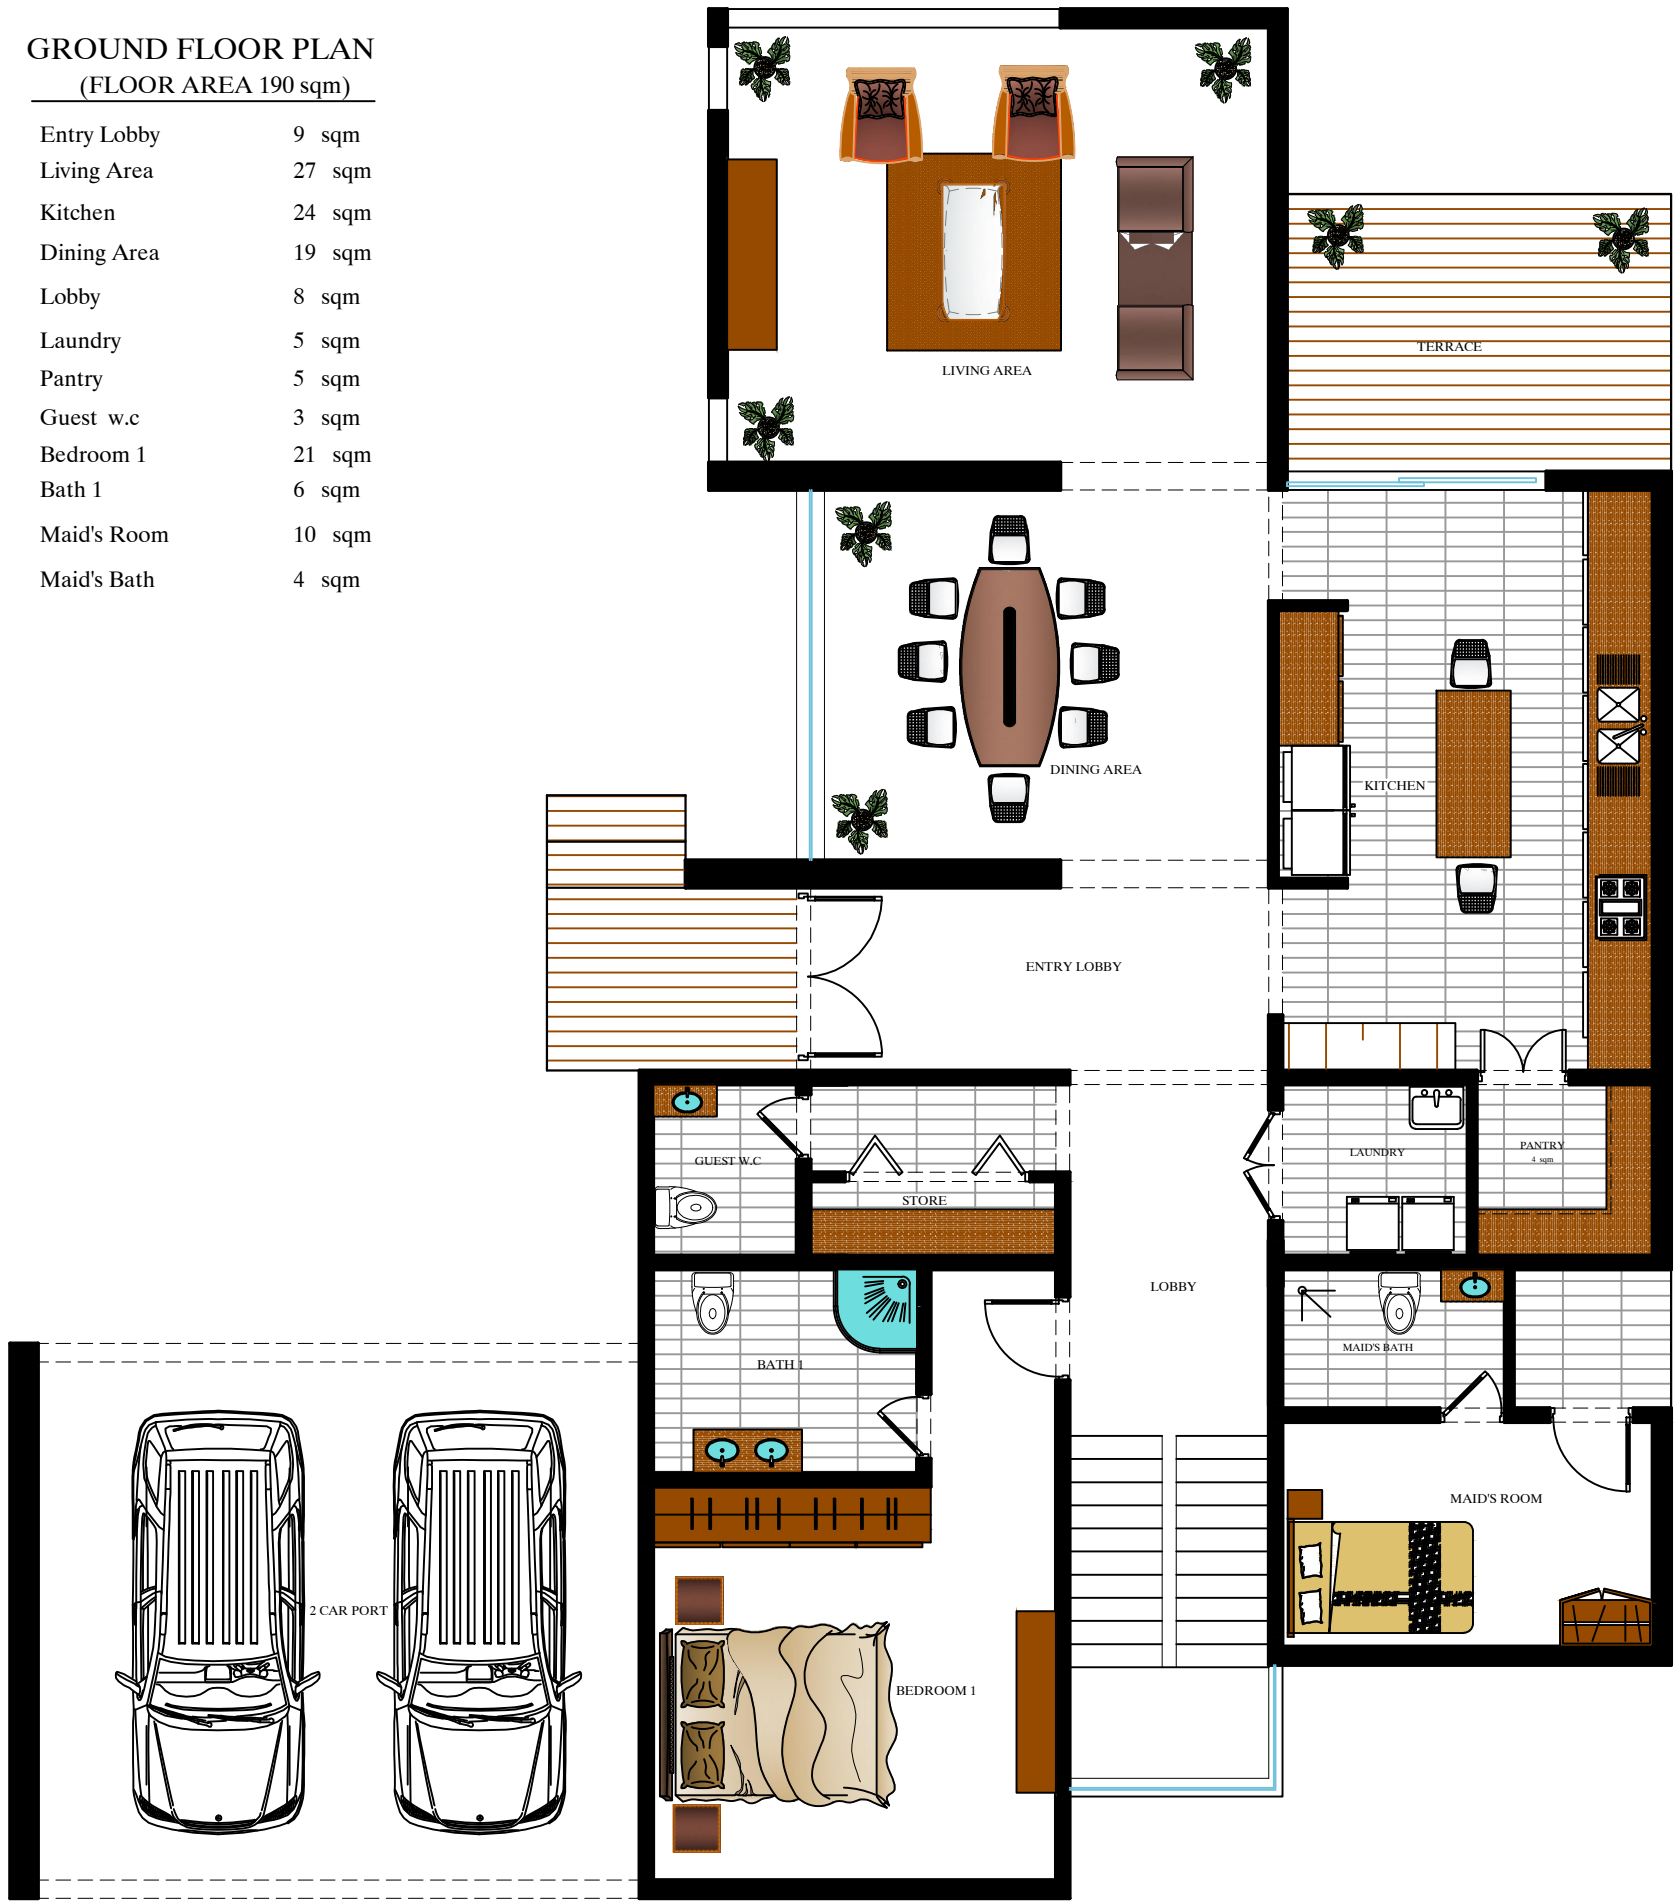 GROUND FLOOR PLAN
(FLOOR AREA 190 sqm)
Entry Lobby 9 sqm
Living Area 27 sqm
Kitchen 24 sqm
Dining Area 19 sqm
Lobby 8 sqm
Laundry 5 sqm
Pantry 5 sqm
Guest w.c 3 sqm
Bedroom 1 21 sqm
Bath 1 6 sqm
Maid's Room 10 sqm
Maid's Bath 4 sqm
TERRACE
LIVING AREA
DINING AREA
KITCHEN
ENTRY LOBBY
GUEST W.C
STORE
LAUNDRY
PANTRY
4 sqm
LOBBY
BATH 1
MAID'S BATH
MAID'S ROOM
2 CAR PORT
BEDROOM 1